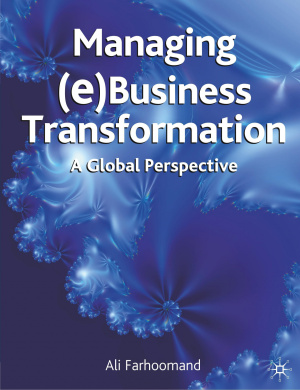 Managing
(e)Business
Transformation
A Global Perspective
Ali Farhoomand